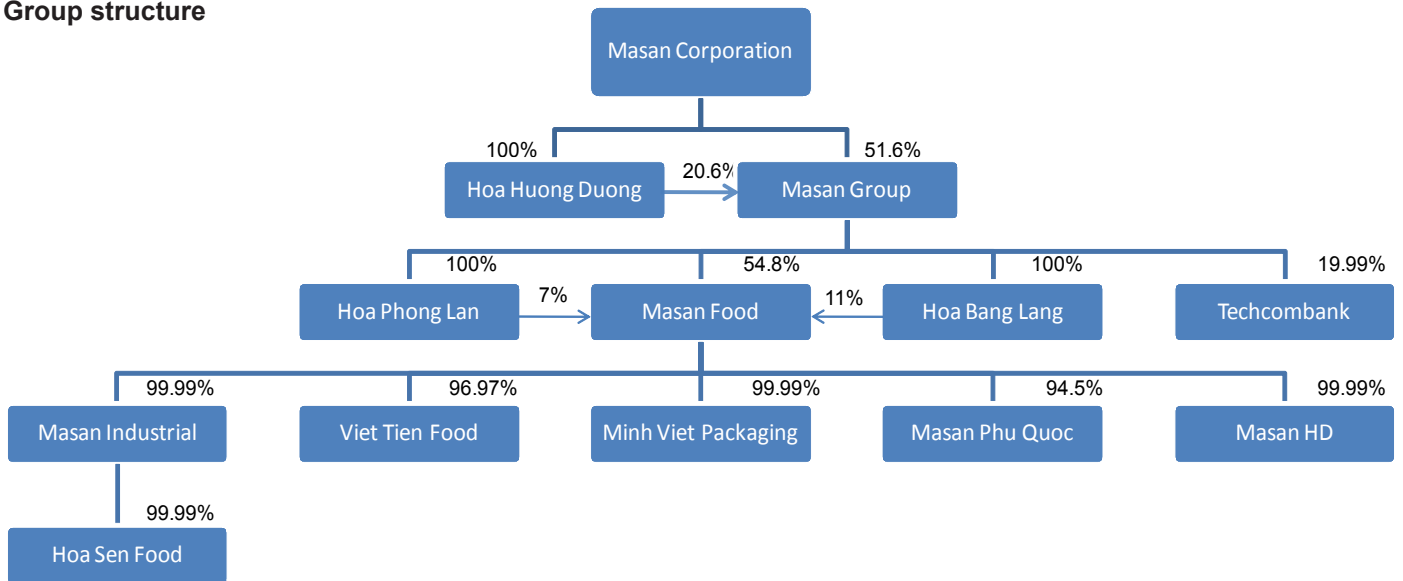 Group structure
Masan Corporation
100%
51.6%
Hoa Huong Duong
20.6%
Masan Group
100%
54.8%
100%
19.99%
Hoa Phong Lan
7%
Masan Food
11%
Hoa Bang Lang
Techcombank
99.99%
96.97%
99.99%
94.5%
99.99%
Masan Industrial
Viet Tien Food
Minh Viet Packaging
Masan Phu Quoc
Masan HD
99.99%
Hoa Sen Food